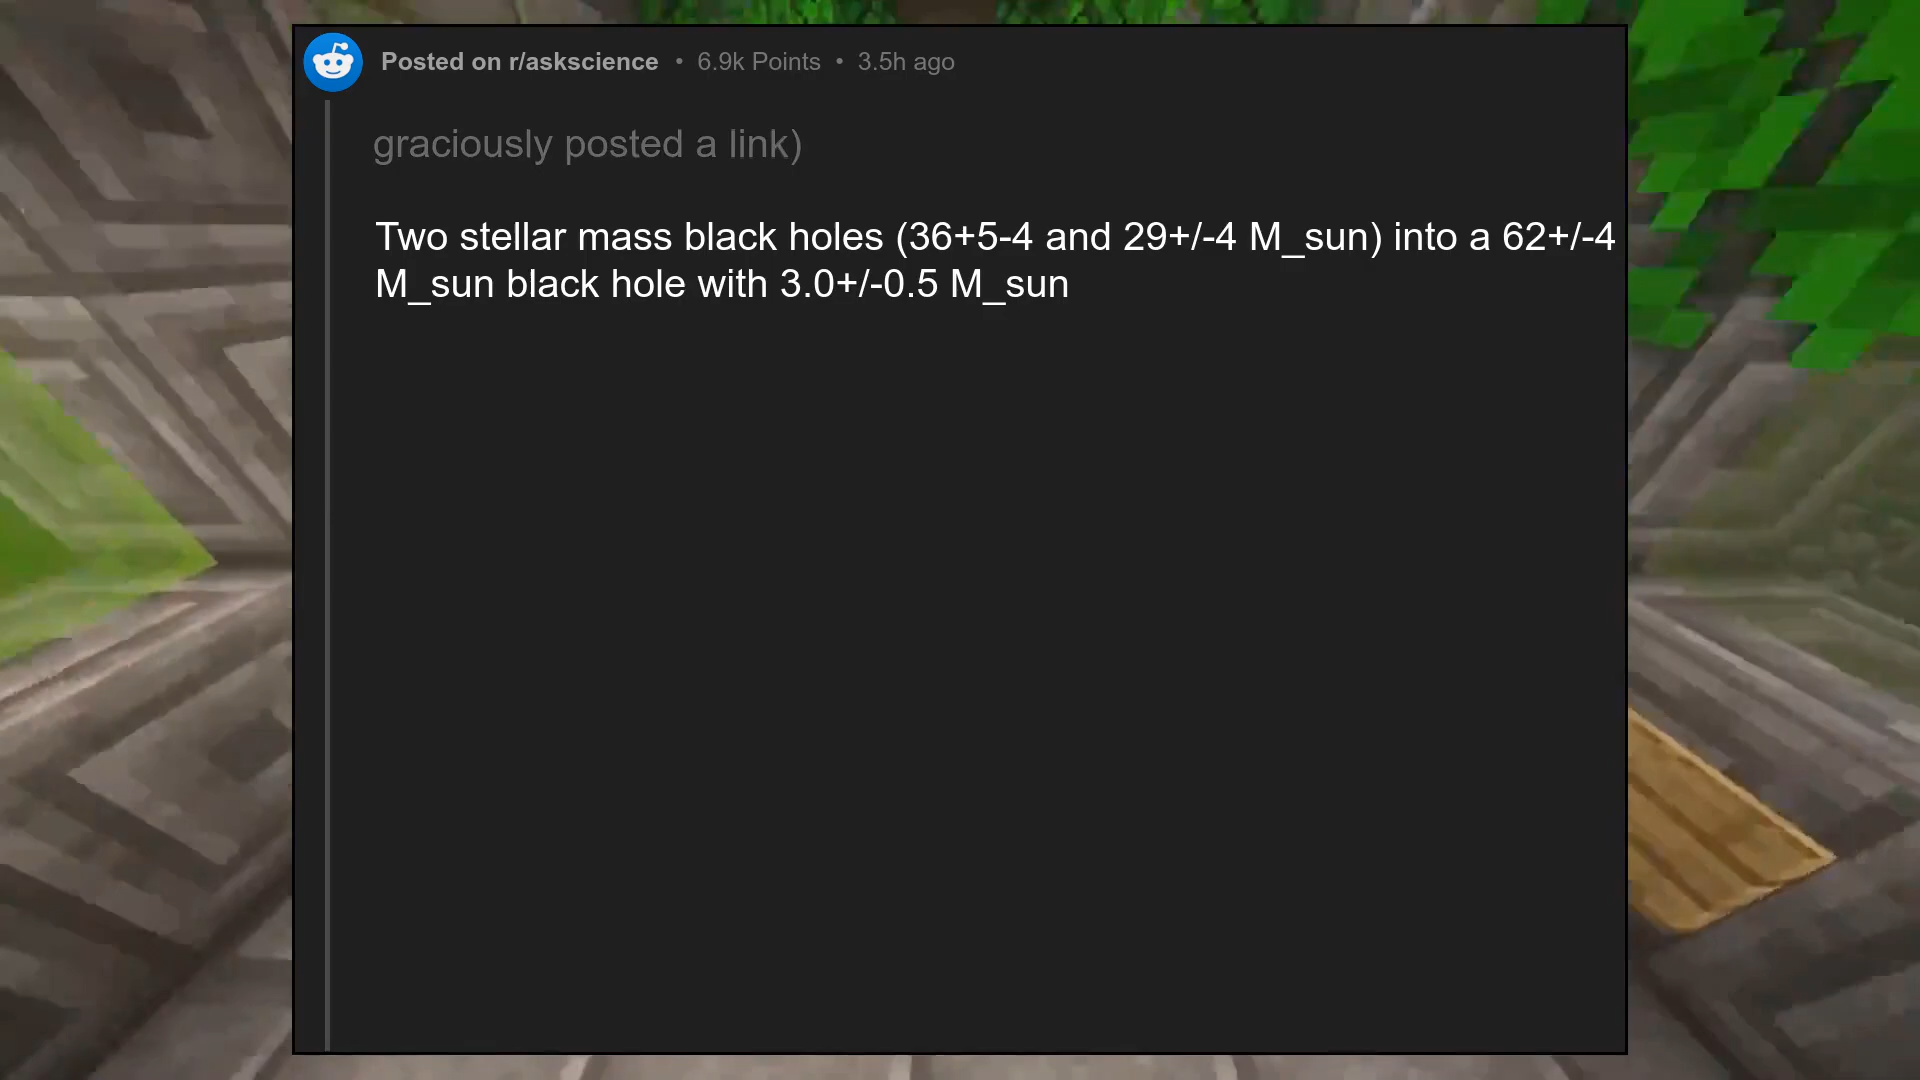 Posted on r/askscience • 6.9k Points • 3.5h ago
graciously posted a link)
Two stellar mass black holes (36+5-4 and 29+/-4 M_sun) into a 62+/-4
M_sun black hole with 3.0+/-0.5 M_sun